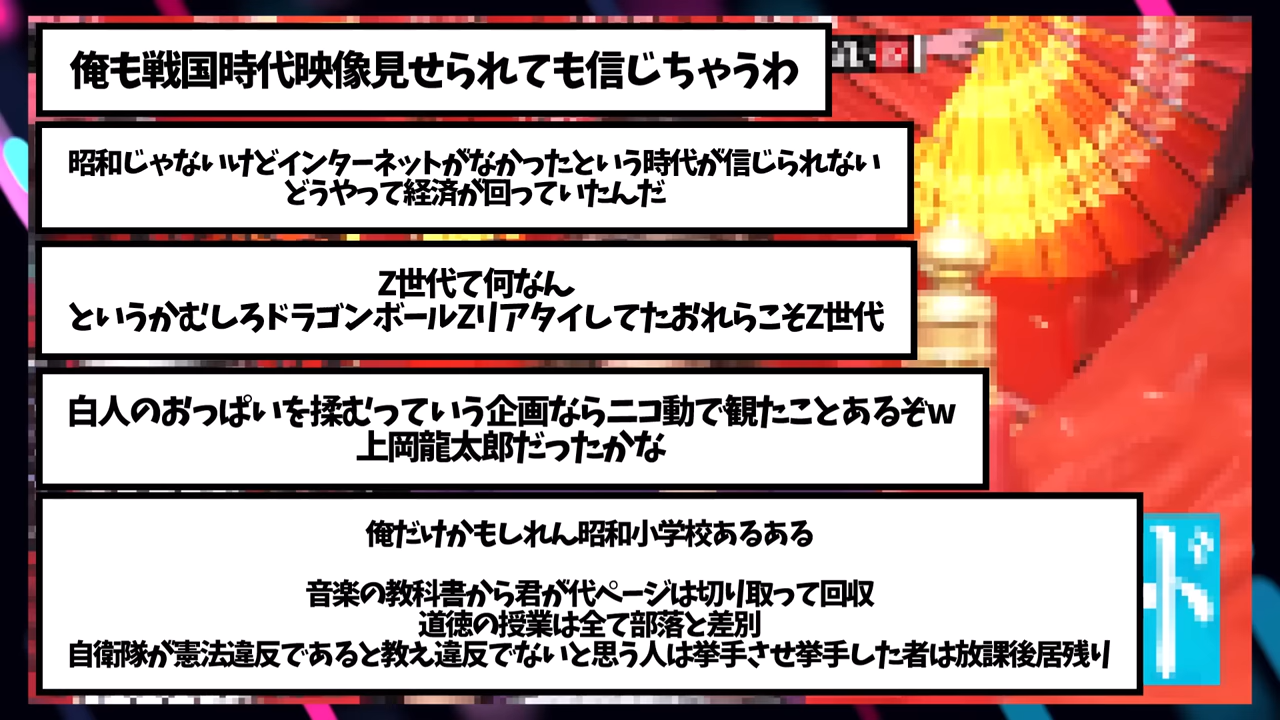 俺も戦国時代映像見せられても信じちゃうわ
昭和じゃないけどインターネットがなかったという時代が信じられない
どうやって経済が回っていたんだ
Z世代て何なん
というかむしろドラゴンボールZリアタイしてたおれらこそZ世代
白人のおっぱいを揉むっていう企画ならニコ動で観たことあるぞw
上岡龍太郎だったかな
俺だけかもしれん昭和小学校あるある
音楽の教科書から君が代ページは切り取って回収
道徳の授業は全て部落と差別
自衛隊が憲法違反であると教え違反でないと思う人は挙手させ挙手した者は放課後居残り
ド